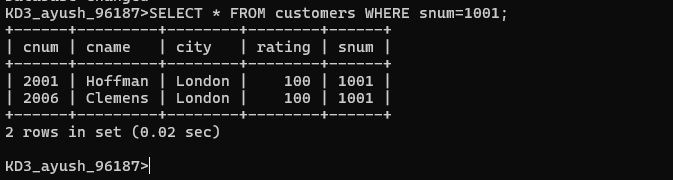 KD3_ayush_96187>SELECT * FROM customers WHERE snum=1001;
+------+---------+--------+--------+------+
| cnum | cname   | city   | rating | snum |
+------+---------+--------+--------+------+
| 2001 | Hoffman | London |    100 | 1001 |
| 2006 | Clemens | London |    100 | 1001 |
+------+---------+--------+--------+------+
2 rows in set (0.02 sec)
KD3_ayush_96187>